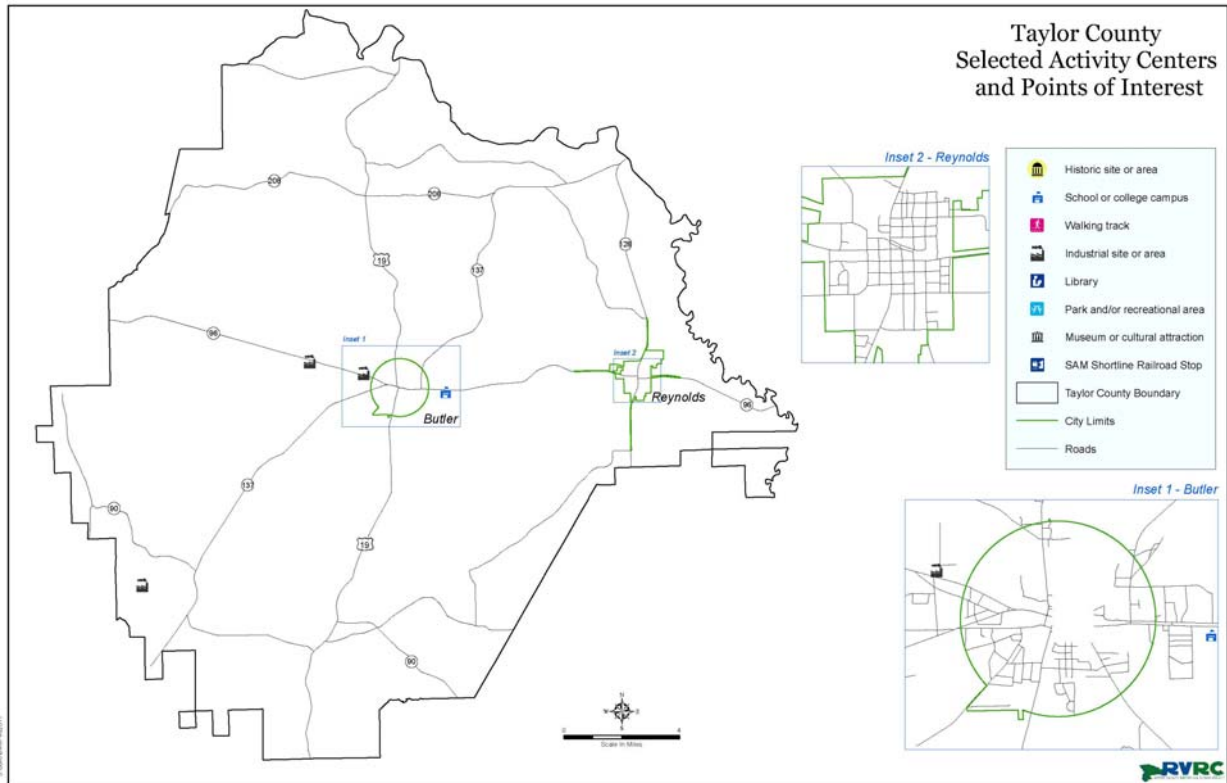 Taylor County
Selected Activity Centers
and Points of Interest
Inset 2 - Reynolds
Historic site or area
School or college campus
Walking track
Industrial site or area
Library
Park and/or recreational area
Museum or cultural attraction
SAM Shortline Railroad Stop
Taylor County Boundary
City Limits
Roads
208
208
128
19
137
96
Inset 1
Inset 2
Butler
Reynolds
96
137
90
19
90
Inset 1 - Butler
N
W
E
S
0
4
Scale In Miles
RVRC